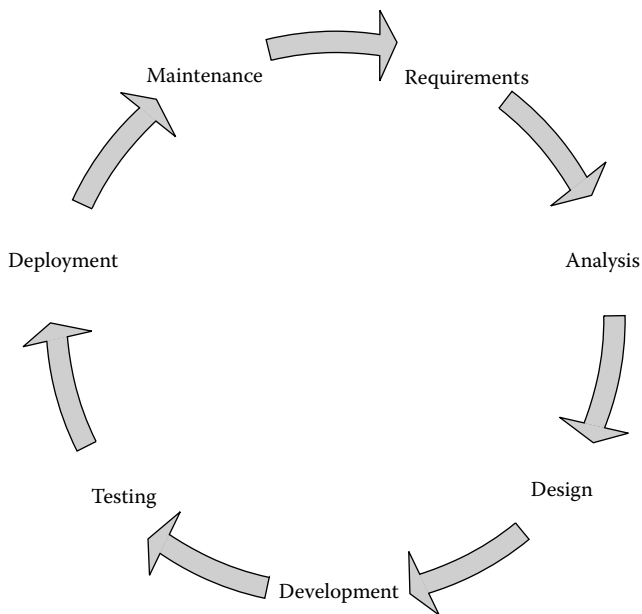 Maintenance
Requirements
Analysis
Design
Development
Testing
Deployment